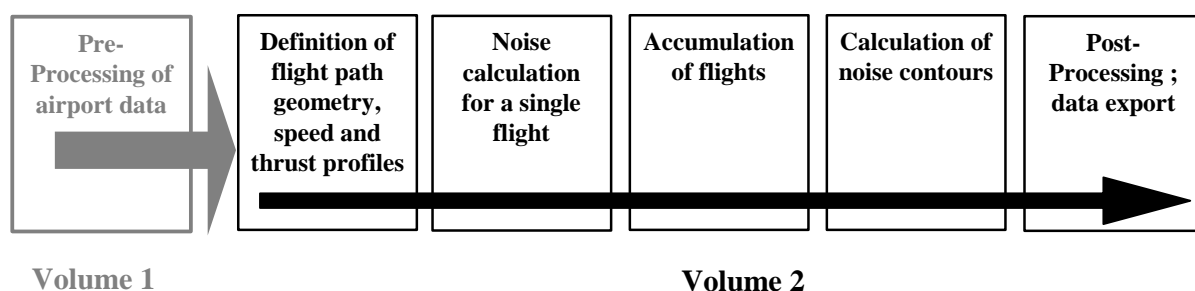 Pre-
Processing of
airport data
Definition of
flight path
geometry,
speed and
thrust profiles
Noise
calculation
for a single
flight
Accumulation
of flights
Calculation of
noise contours
Post-
Processing ;
data export
Volume 1
Volume 2